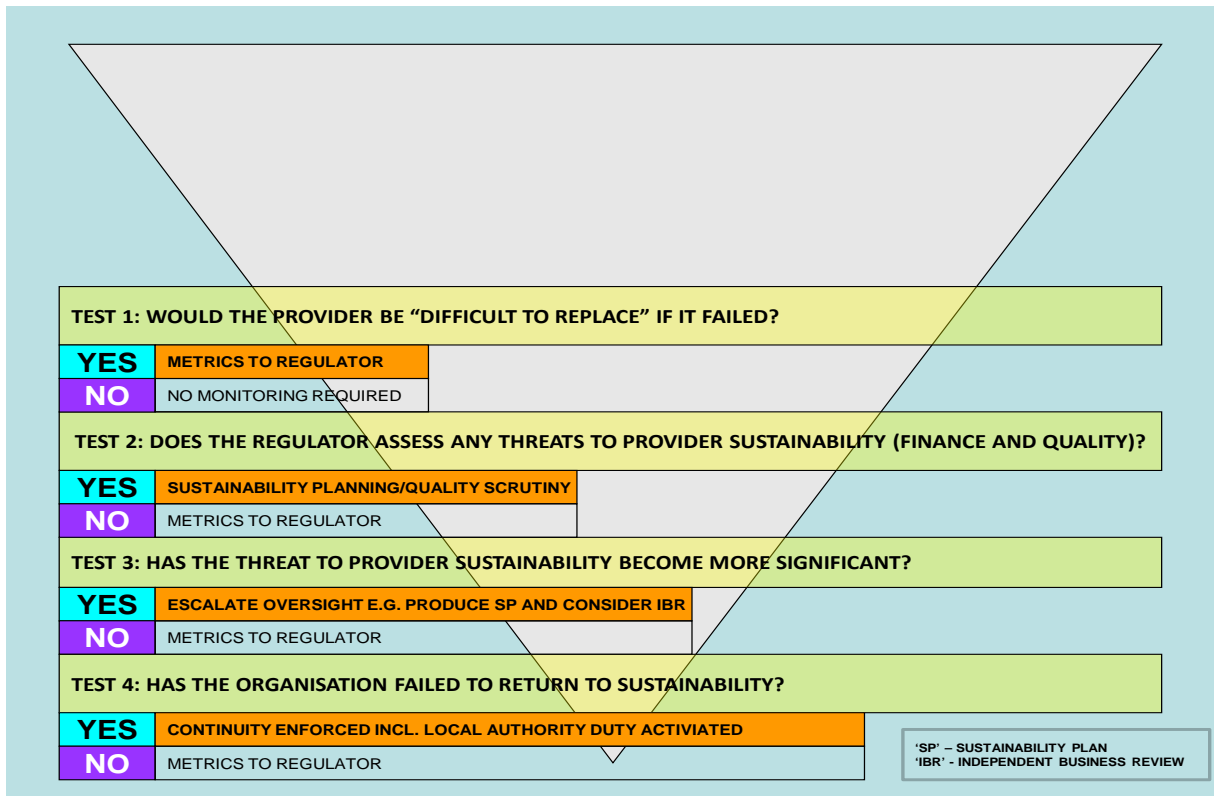 TEST 1: WOULD THE PROVIDER BE “DIFFICULT TO REPLACE” IF IT FAILED?
YES METRICS TO REGULATOR
NO NO MONITORING REQUIRED
TEST 2: DOES THE REGULATOR ASSESS ANY THREATS TO PROVIDER SUSTAINABILITY (FINANCE AND QUALITY)?
YES SUSTAINABILITY PLANNING/QUALITY SCRUTINY
NO METRICS TO REGULATOR
TEST 3: HAS THE THREAT TO PROVIDER SUSTAINABILITY BECOME MORE SIGNIFICANT?
YES ESCALATE OVERSIGHT E.G. PRODUCE SP AND CONSIDER IBR
NO METRICS TO REGULATOR
TEST 4: HAS THE ORGANISATION FAILED TO RETURN TO SUSTAINABILITY?
YES CONTINUITY ENFORCED INCL. LOCAL AUTHORITY DUTY ACTIVIATED
NO METRICS TO REGULATOR
‘SP’ – SUSTAINABILITY PLAN
‘IBR’ - INDEPENDENT BUSINESS REVIEW